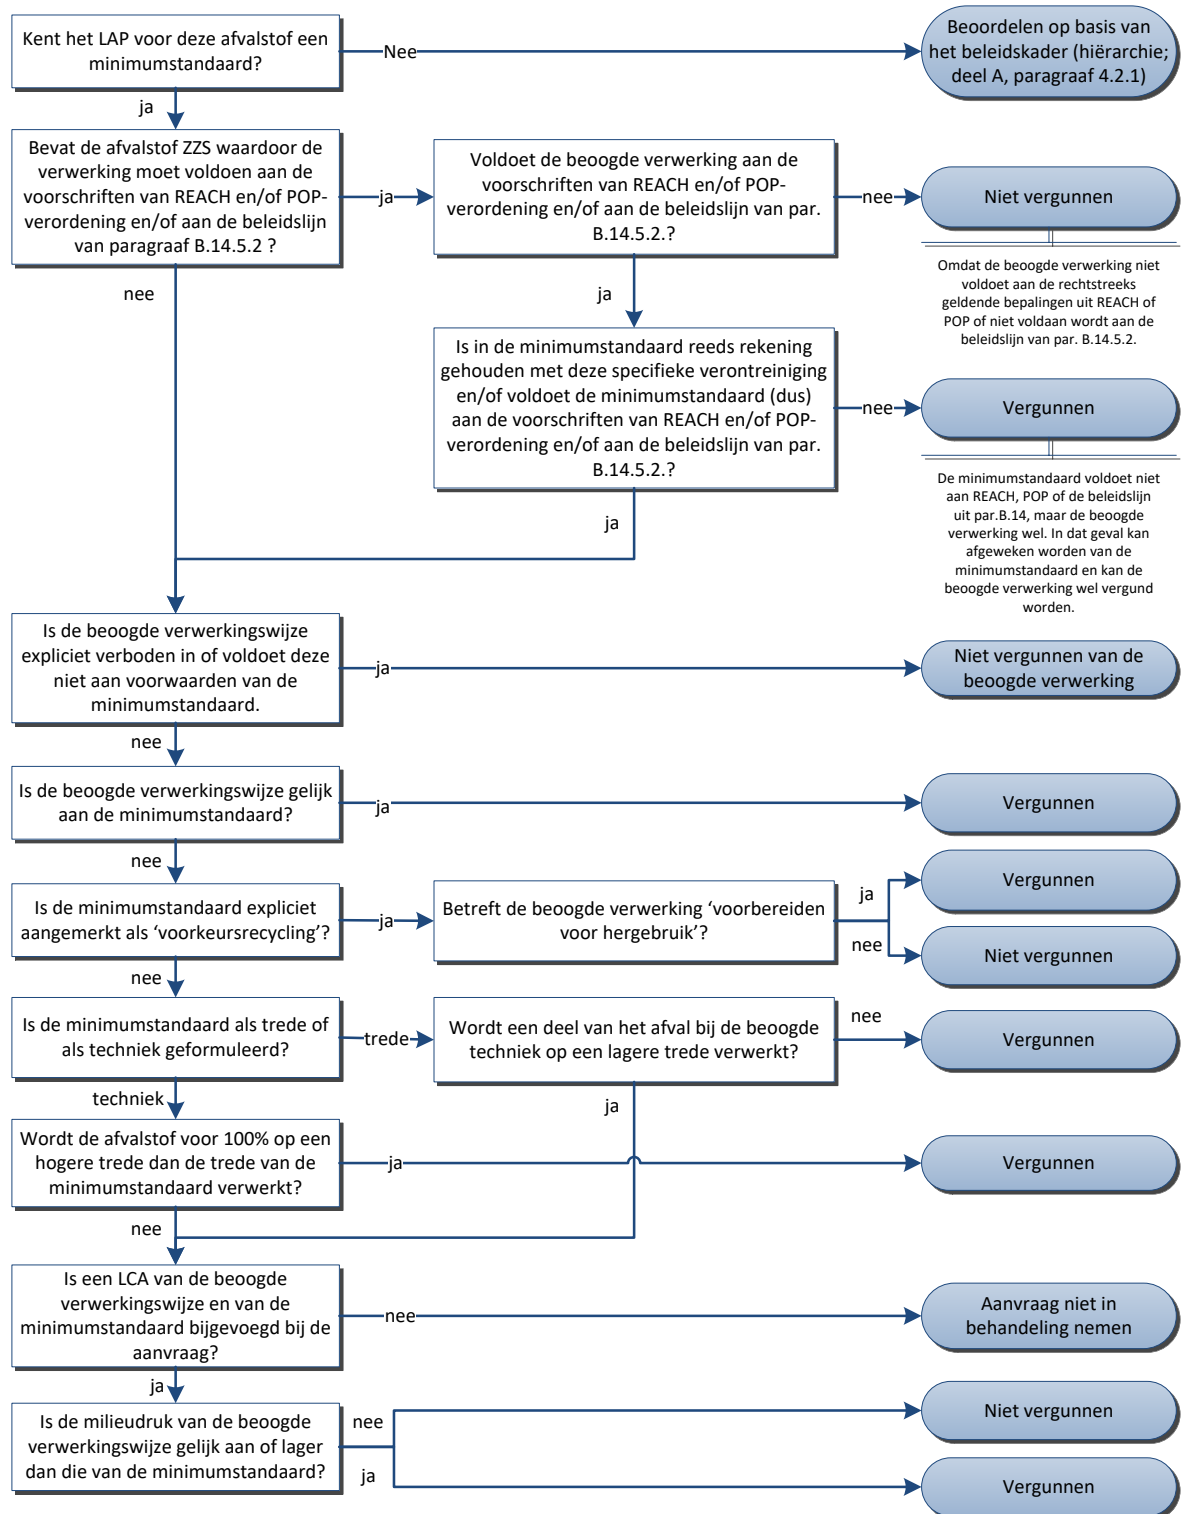 Kent het LAP voor deze afvalstof een
minimumstandaard?
Nee
Beoordelen op basis van
het beleidskader (hiërarchie;
deel A, paragraaf 4.2.1)
ja
Bevat de afvalstof ZZS waardoor de
verwerking moet voldoen aan de
voorschriften van REACH en/of POP-
verordening en/of aan de beleidslijn
van paragraaf B.14.5.2 ?
ja
Voldoet de beoogde verwerking aan de
voorschriften van REACH en/of POP-
verordening en/of aan de beleidslijn van par.
B.14.5.2.?
nee
Niet vergunnen
Omdat de beoogde verwerking niet
voldoet aan de rechtstreeks
geldende bepalingen uit REACH of
POP of niet voldaan wordt aan de
beleidslijn van par. B.14.5.2.
nee
ja
Is in de minimumstandaard reeds rekening
gehouden met deze specifieke verontreiniging
en/of voldoet de minimumstandaard (dus)
aan de voorschriften van REACH en/of POP-
verordening en/of aan de beleidslijn van par.
B.14.5.2.?
nee
Vergunnen
De minimumstandaard voldoet niet
aan REACH, POP of de beleidslijn
uit par.B.14, maar de beoogde
verwerking wel. In dat geval kan
afgeweken worden van de
minimumstandaard en kan de
beoogde verwerking wel vergund
worden.
ja
Is de beoogde verwerkingswijze
expliciet verboden in of voldoet deze
niet aan voorwaarden van de
minimumstandaard.
ja
Niet vergunnen van de
beoogde verwerking
nee
Is de beoogde verwerkingswijze gelijk
aan de minimumstandaard?
ja
Vergunnen
nee
Is de minimumstandaard expliciet
aangemerkt als ‘voorkeursrecycling’?
ja
Betreft de beoogde verwerking ‘voorbereiden
voor hergebruik’?
ja
Vergunnen
nee
Niet vergunnen
nee
Is de minimumstandaard als trede of
als techniek geformuleerd?
trede
Wordt een deel van het afval bij de beoogde
techniek op een lagere trede verwerkt?
nee
Vergunnen
techniek
ja
Wordt de afvalstof voor 100% op een
hogere trede dan de trede van de
minimumstandaard verwerkt?
ja
Vergunnen
nee
Is een LCA van de beoogde
verwerkingswijze en van de
minimumstandaard bijgevoegd bij de
aanvraag?
nee
Aanvraag niet in
behandeling nemen
ja
Is de milieudruk van de beoogde
verwerkingswijze gelijk aan of lager
dan die van de minimumstandaard?
nee
Niet vergunnen
ja
Vergunnen